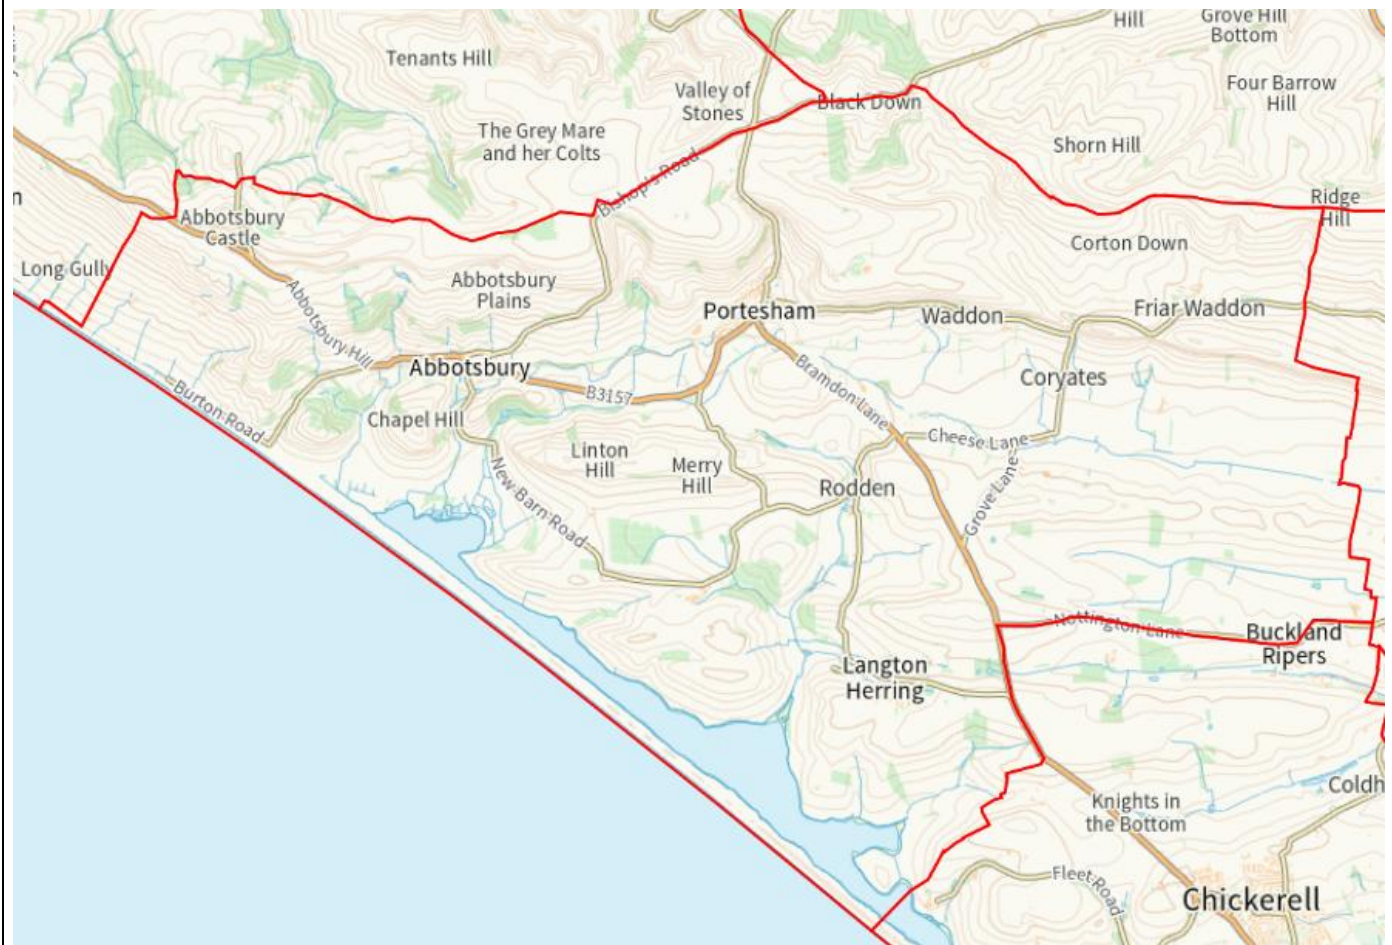 Hill
Grove Hill
Bottom
Tenants Hill
Valley of
Stones
Four Barrow
Hill
Black Down
The Grey Mare
and her Colts
Shorn Hill
Bishop's Road
n
Abbotsbury
Castle
Ridge
Hill
Corton Down
Long Gully
Abbotsbury
Plains
Abbotsbury Hill
Portesham
Waddon
Friar Waddon
Abbotsbury
B3157
Bramdon Lane
Coryates
Burton Road
Chapel Hill
Cheese Lane
Linton
Hill
Merry
Hill
Rodden
New Barn Road
Grove Lane
Nottington Lane
Buckland
Ripers
Langton
Herring
Coldh
Knights in
the Bottom
Fleet Road
Chickerell